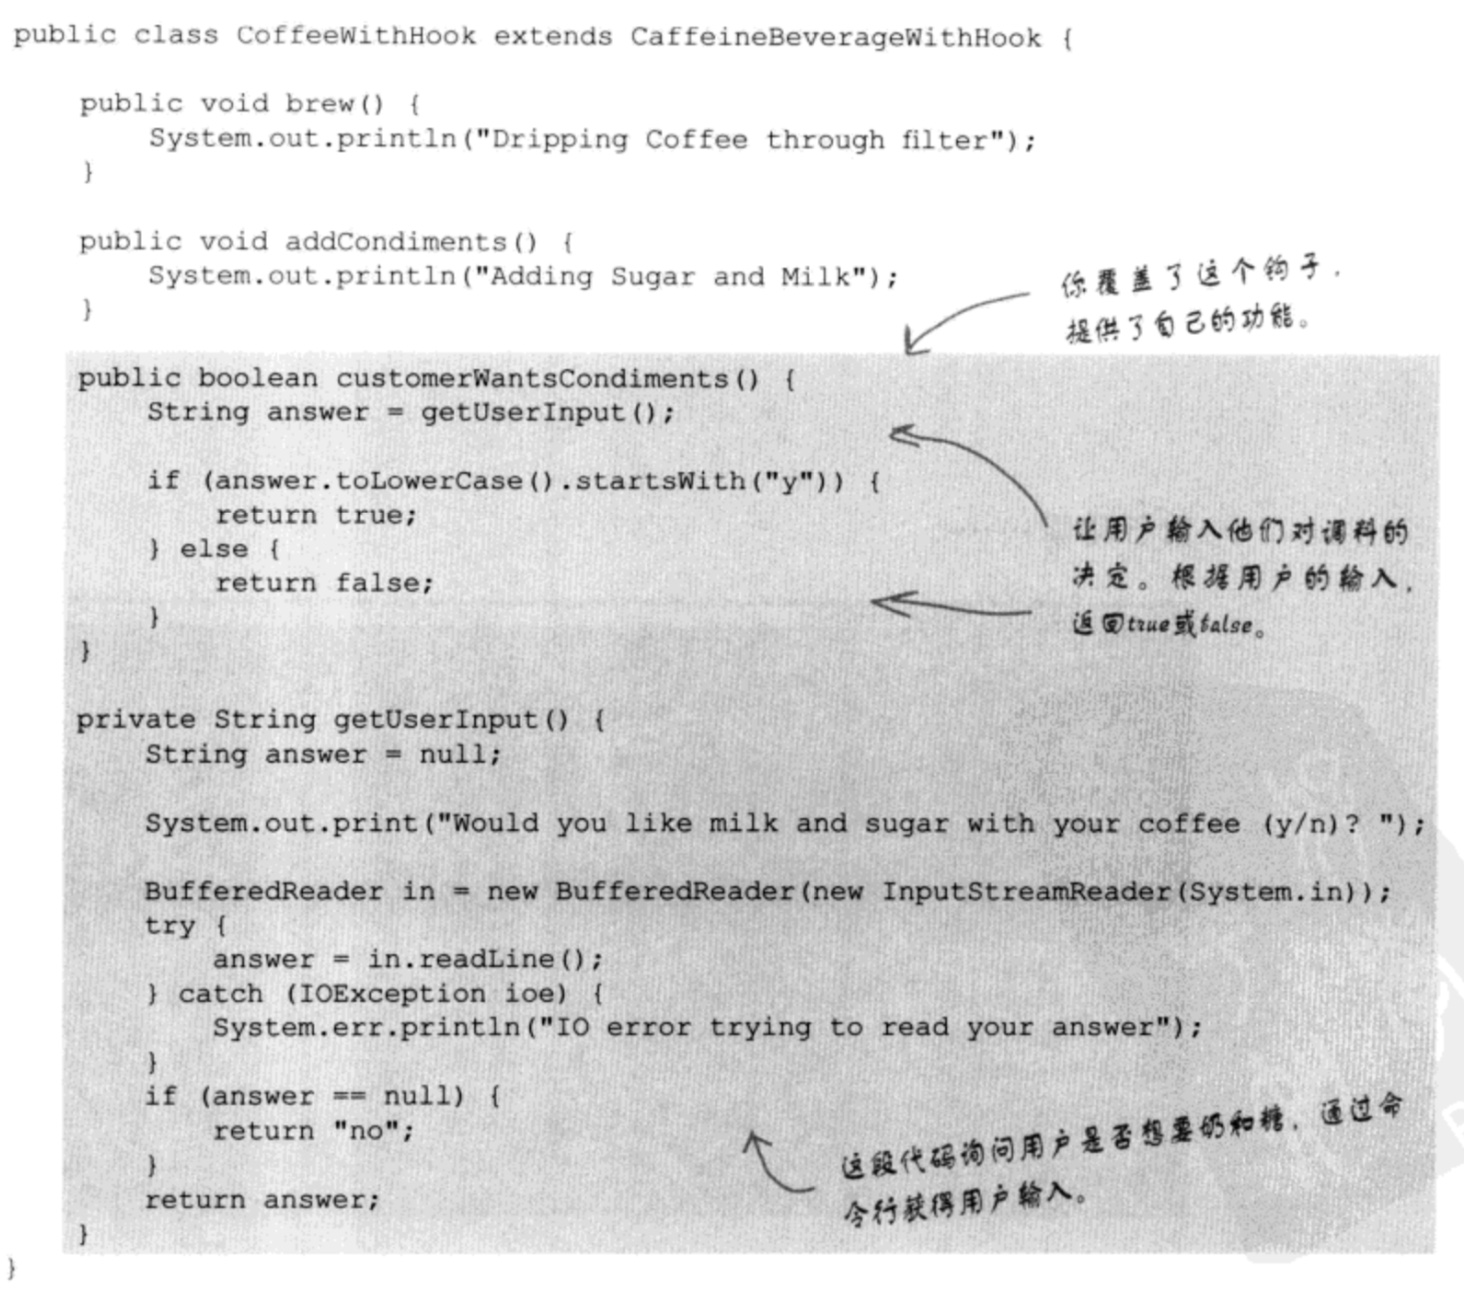 public class CoffeeWithHook extends CaffeineBeverageWithHook {
public void brew() {
System.out.println("Dripping Coffee through filter");
}
public void addCondiments() {
System.out.println("Adding Sugar and Milk");
}
你覆盖了这个钩子，
提供了自己的功能。
public boolean customerWantsCondiments() {
String answer = getUserInput();
if (answer.toLowerCase().startsWith("y")) {
return true;
} else {
return false;
}
}
让用户输入他们对调料的
决定。根据用户的输入，
返回true或false。
private String getUserInput() {
String answer = null;
System.out.print("Would you like milk and sugar with your coffee (y/n)? ");
BufferedReader in = new BufferedReader(new InputStreamReader(System.in));
try {
answer = in.readLine();
} catch (IOException ioe) {
System.err.println("IO error trying to read your answer");
}
if (answer == null) {
return "no";
}
return answer;
}
这段代码询问用户是否想要奶和糖，通过命
令行获得用户输入。
}